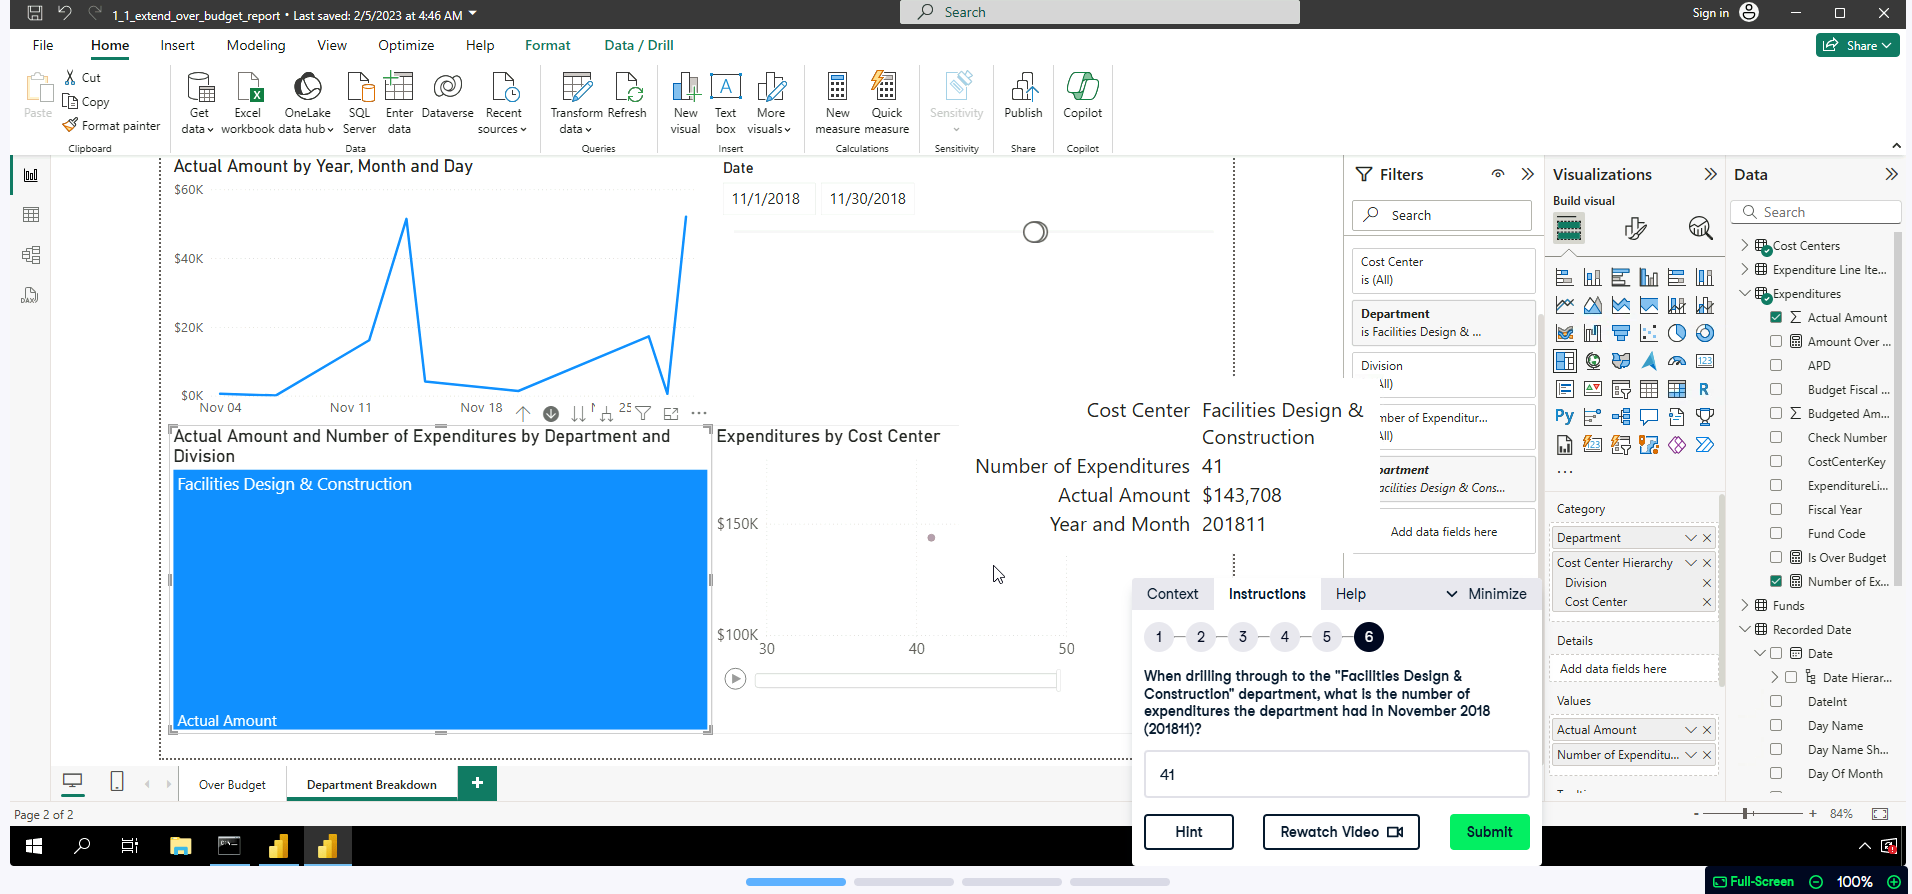 1_1_extend_over_budget_report • Last saved: 2/5/2023 at 4:46 AM
Search
Sign in
File
Home
Insert
Modeling
View
Optimize
Help
Format
Data / Drill
Share
Paste
Cut
Copy
Format painter
Clipboard
Get data
Excel workbook
OneLake data hub
SQL Server
Enter data
Dataverse
Recent sources
Data
Transform data
Refresh
Queries
New visual
Text box
More visuals
Insert
New measure
Quick measure
Calculations
Sensitivity
Sensitivity
Publish
Share
Copilot
Copilot
Actual Amount by Year, Month and Day
$60K
$40K
$20K
$0K
Nov 04
Nov 11
Nov 18
25
Date
11/1/2018
11/30/2018
Actual Amount and Number of Expenditures by Department and
Division
Facilities Design & Construction
Actual Amount
Expenditures by Cost Center
$150K
$100K
30
40
50
Cost Center Facilities Design &
Construction
Number of Expenditures 41
Actual Amount $143,708
Year and Month 201811
Filters
Search
Cost Center
is (All)
Department
is Facilities Design & ...
Division
All)
mber of Expenditur...
All)
partment
acilities Design & Cons...
Add data fields here
Visualizations
Build visual
123
R
Py
...
Category
Department
Cost Center Hierarchy
Division
Cost Center
Details
Add data fields here
Values
Actual Amount
Number of Expenditu...
Data
Search
Cost Centers
Expenditure Line Ite...
Expenditures
Actual Amount
Amount Over ...
APD
Budget Fiscal ...
Budgeted Am...
Check Number
CostCenterKey
ExpenditureLi...
Fiscal Year
Fund Code
Is Over Budget
Number of Ex...
Funds
Recorded Date
Date
Date Hierar...
DateInt
Day Name
Day Name Sh...
Day Of Month
Context
Instructions
Help
Minimize
1
2
3
4
5
6
When drilling through to the "Facilities Design &
Construction" department, what is the number of
expenditures the department had in November 2018
(201811)?
41
Hint
Rewatch Video
Submit
Over Budget
Department Breakdown
+
Page 2 of 2
- + 84%
Full-Screen
100%